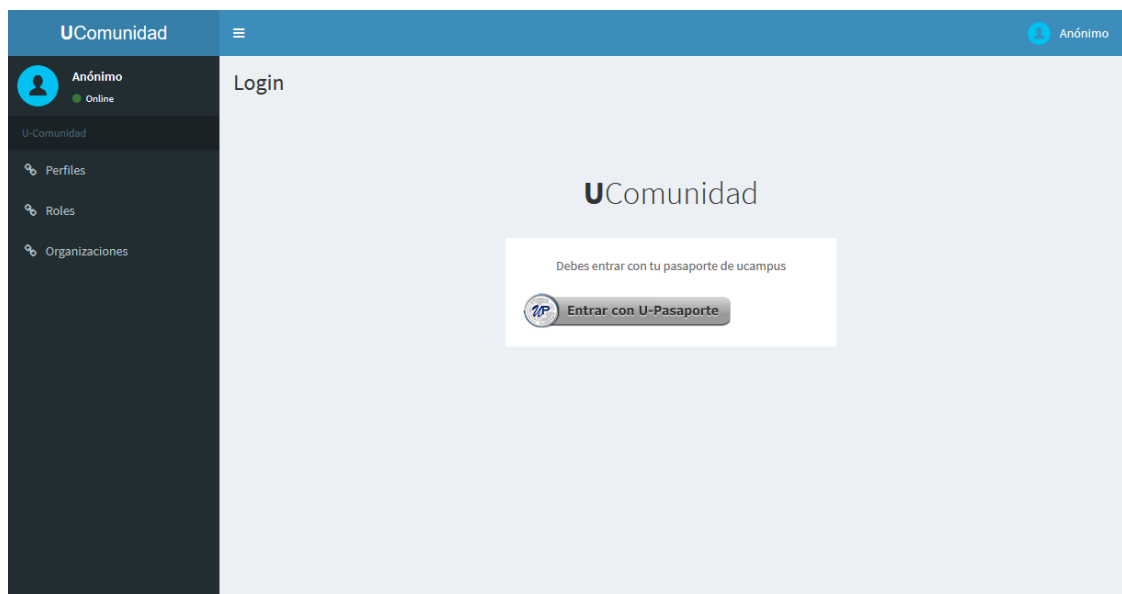 UComunidad
Anónimo
Anónimo
Online
U-Comunidad
Perfiles
Roles
Organizaciones
Login
UComunidad
Debes entrar con tu pasaporte de ucampus
UP Entrar con U-Pasaporte